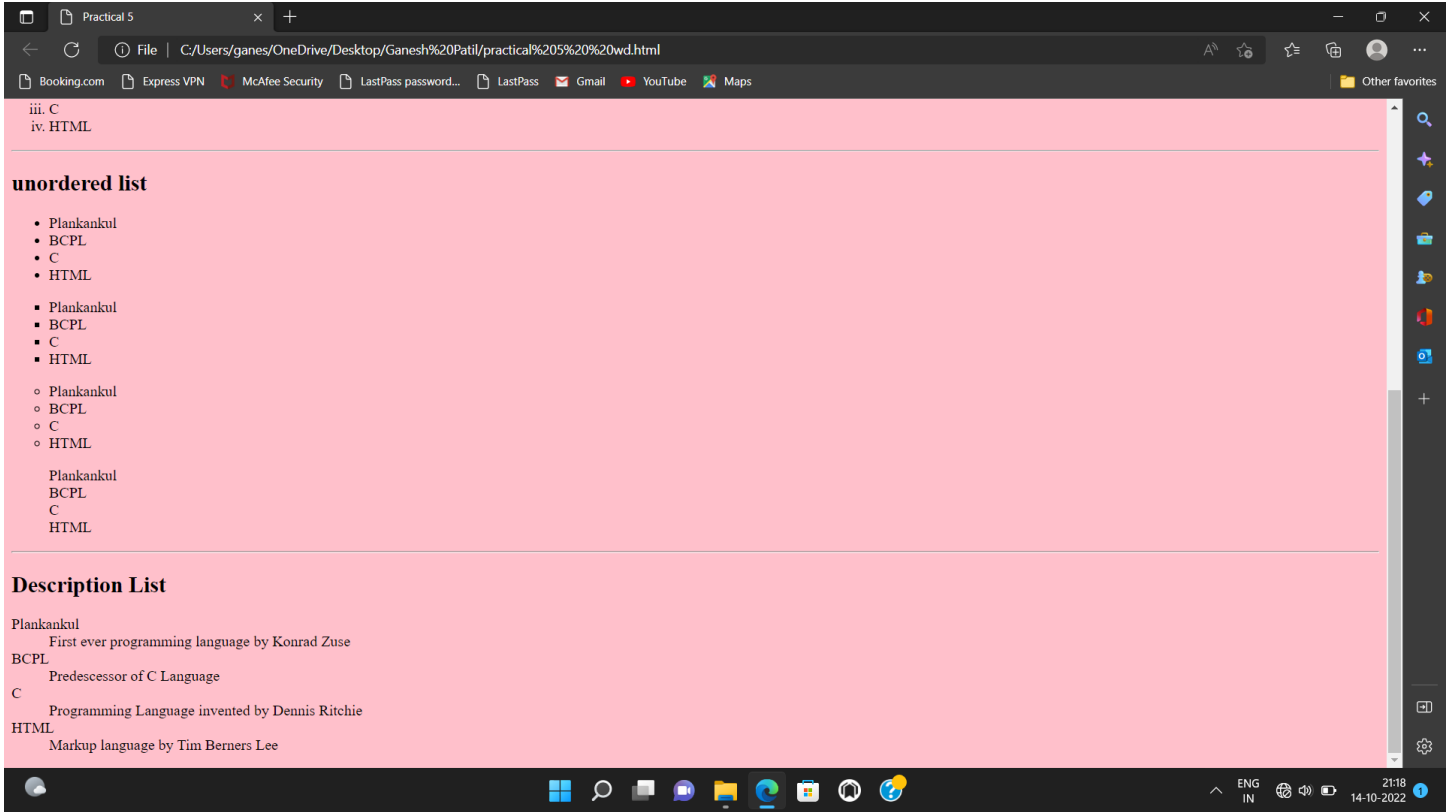 Practical 5
File | C:/Users/ganes/OneDrive/Desktop/Ganesh%20Patil/practical%205%20%20wd.html
Booking.com Express VPN McAfee Security LastPass password... LastPass Gmail YouTube Maps Other favorites
iii. C
iv. HTML
unordered list
• Plankankul
• BCPL
• C
• HTML
▪ Plankankul
▪ BCPL
▪ C
▪ HTML
◦ Plankankul
◦ BCPL
◦ C
◦ HTML
Plankankul
BCPL
C
HTML
Description List
Plankankul
First ever programming language by Konrad Zuse
BCPL
Predescessor of C Language
C
Programming Language invented by Dennis Ritchie
HTML
Markup language by Tim Berners Lee
ENG 21:18
IN 14-10-2022 1